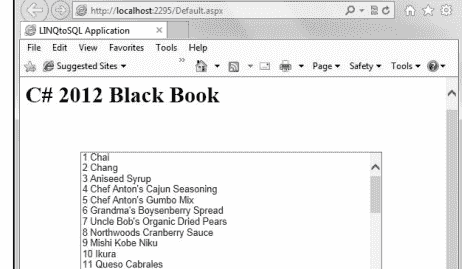 http://localhost:2295/Default.aspx
LINQtoSQL Application
File Edit View Favorites Tools Help
Suggested Sites Page Safety Tools
C# 2012 Black Book
1 Chai
2 Chang
3 Aniseed Syrup
4 Chef Anton's Cajun Seasoning
5 Chef Anton's Gumbo Mix
6 Grandma's Boysenberry Spread
7 Uncle Bob's Organic Dried Pears
8 Northwoods Cranberry Sauce
9 Mishi Kobe Niku
10 Ikura
11 Queso Cabrales